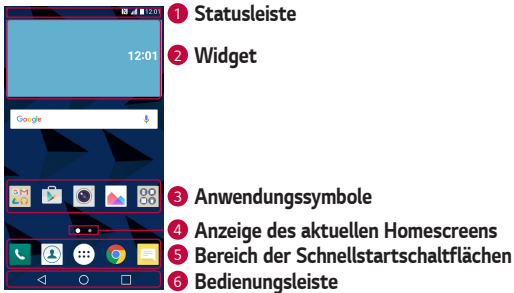 12:01
1 Statusleiste
12:01
2 Widget
Google
3 Anwendungssymbole
4 Anzeige des aktuellen Homescreens
5 Bereich der Schnellstartschaltflächen
6 Bedienungsleiste